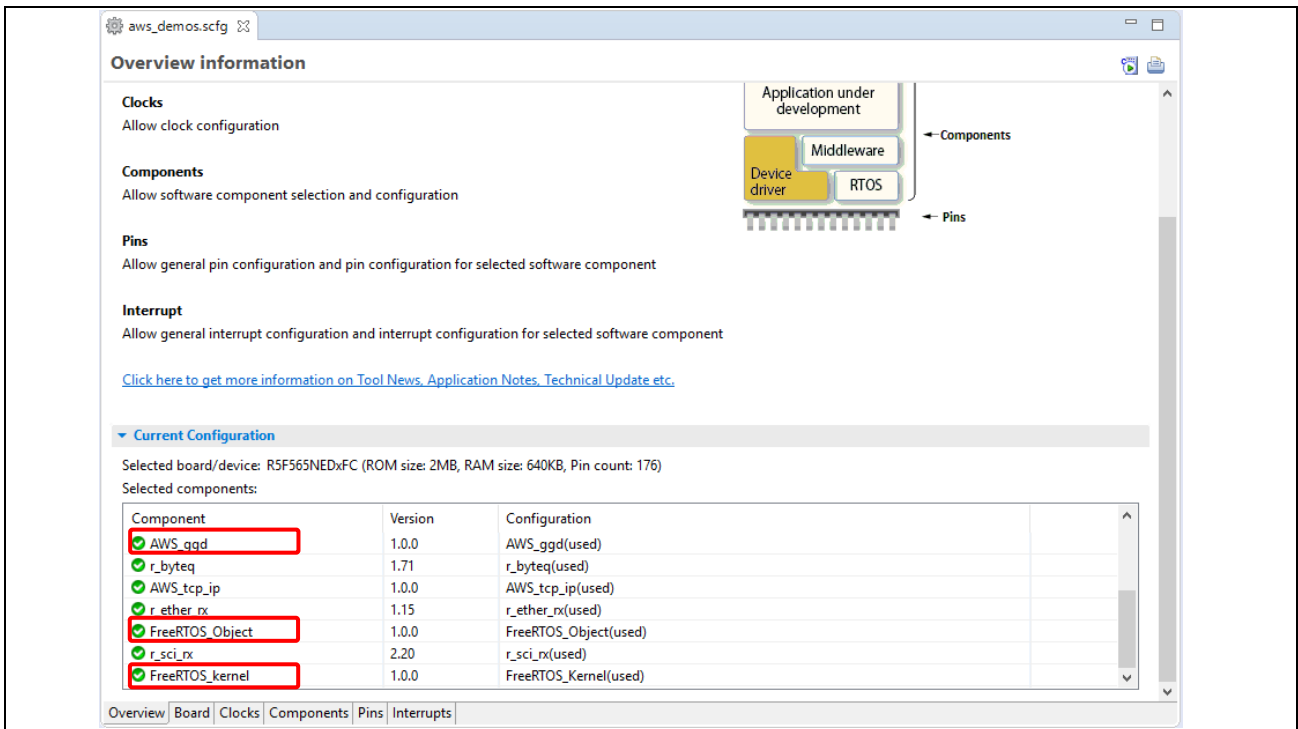 aws_demos.scfg
Overview information
Clocks
Allow clock configuration
Components
Allow software component selection and configuration
Pins
Allow general pin configuration and pin configuration for selected software component
Interrupt
Allow general interrupt configuration and interrupt configuration for selected software component
Click here to get more information on Tool News, Application Notes, Technical Update etc.
Application under
development
Components
Middleware
Device
driver
RTOS
Pins
Current Configuration
Selected board/device: R5F565NEDxFC (ROM size: 2MB, RAM size: 640KB, Pin count: 176)
Selected components:
Component Version Configuration
AWS_ggd 1.0.0 AWS_ggd(used)
r_byteq 1.71 r_byteq(used)
AWS_tcp_ip 1.0.0 AWS_tcp_ip(used)
r_ether_rx 1.15 r_ether_rx(used)
FreeRTOS_Object 1.0.0 FreeRTOS_Object(used)
r_sci_rx 2.20 r_sci_rx(used)
FreeRTOS_kernel 1.0.0 FreeRTOS_Kernel(used)
Overview Board Clocks Components Pins Interrupts